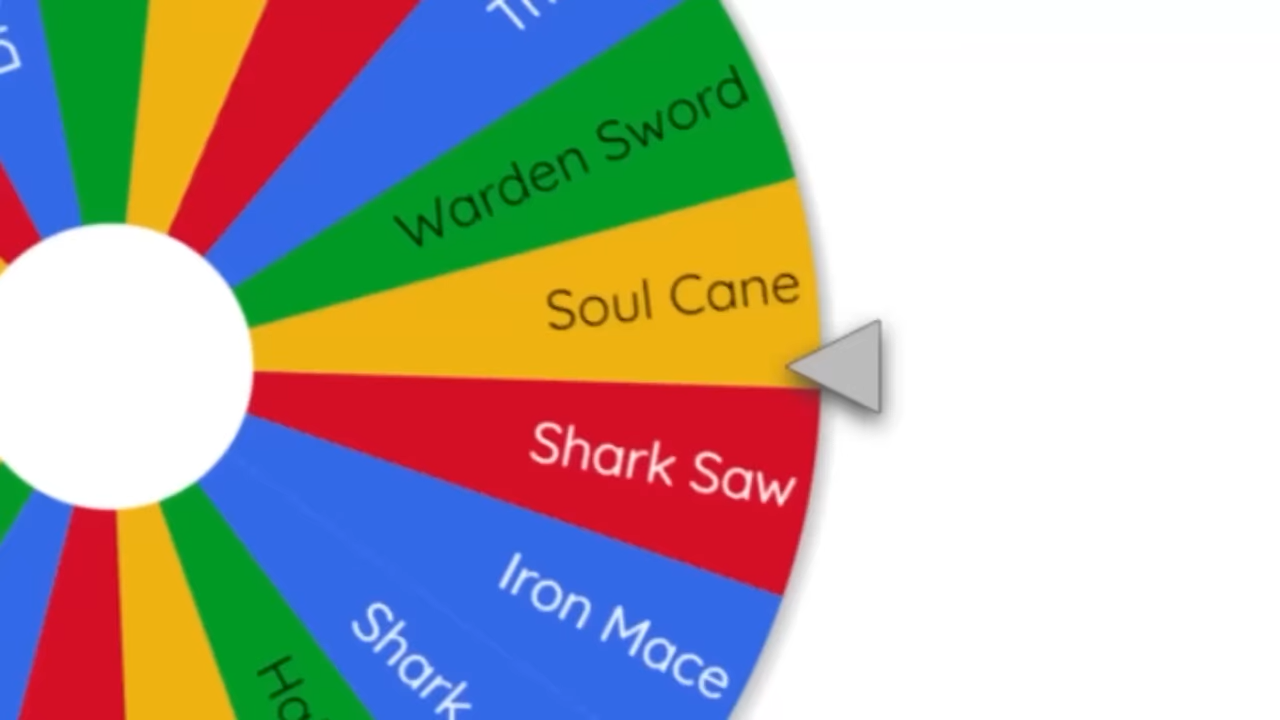 Warden Sword
Soul Cane
Shark Saw
Iron Mace
Shark